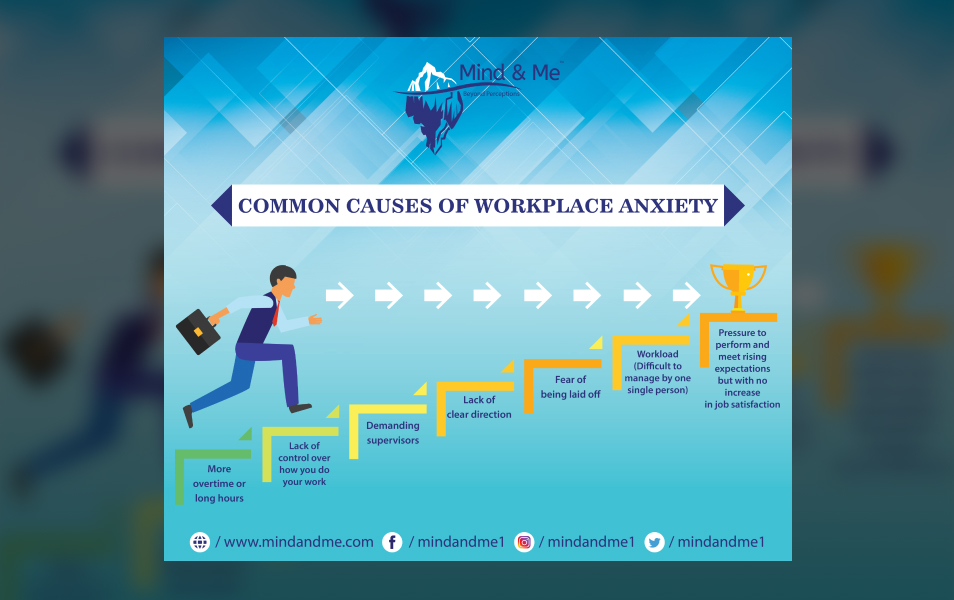 Mind & Me™
Beyond Perceptions
COMMON CAUSES OF WORKPLACE ANXIETY
More
overtime or
long hours
Lack of
control over
how you do
your work
Demanding
supervisors
Lack of
clear direction
Fear of
being laid off
Workload
(Difficult to
manage by one
single person)
Pressure to
perform and
meet rising
expectations
but with no
increase
in job satisfaction
/ www.mindandme.com / mindandme1 / mindandme1 / mindandme1